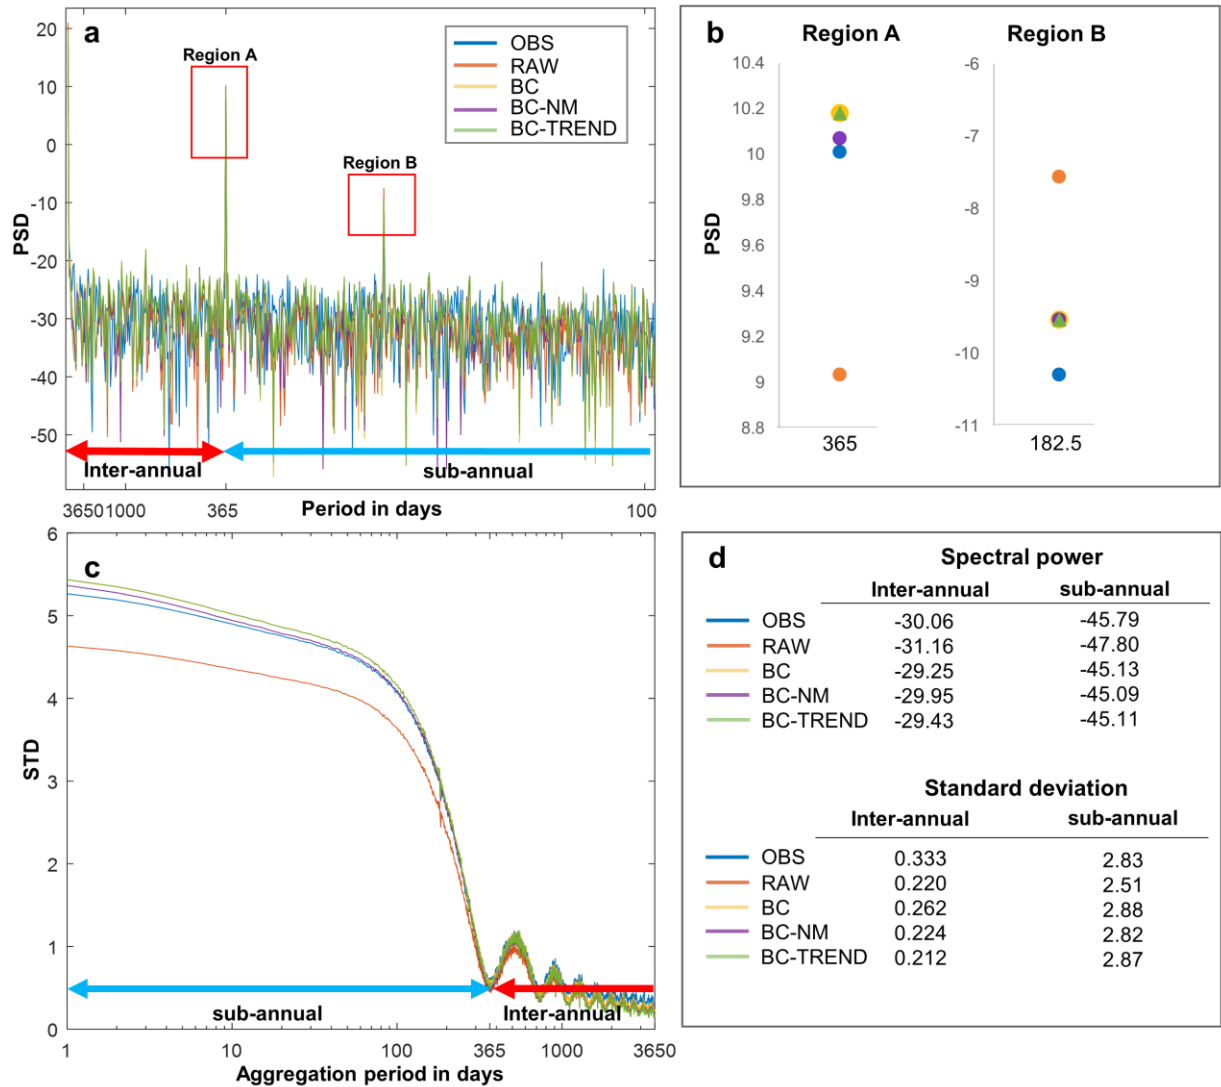 a
20
10
0
-10
-20
-30
-40
-50
PSD
Region A
Region B
OBS
RAW
BC
BC-NM
BC-TREND
Inter-annual
sub-annual
3650 1000 365 Period in days 100
b
Region A Region B
10.4
10.2
10
9.8
9.6
9.4
9.2
9
8.8
PSD
365
-6
-7
-8
-9
-10
-11
182.5
c
6
5
4
3
2
1
0
STD
sub-annual
Inter-annual
1 10 100 365 1000 3650
Aggregation period in days
d
Spectral power
Inter-annual sub-annual
OBS -30.06 -45.79
RAW -31.16 -47.80
BC -29.25 -45.13
BC-NM -29.95 -45.09
BC-TREND -29.43 -45.11
Standard deviation
Inter-annual sub-annual
OBS 0.333 2.83
RAW 0.220 2.51
BC 0.262 2.88
BC-NM 0.224 2.82
BC-TREND 0.212 2.87